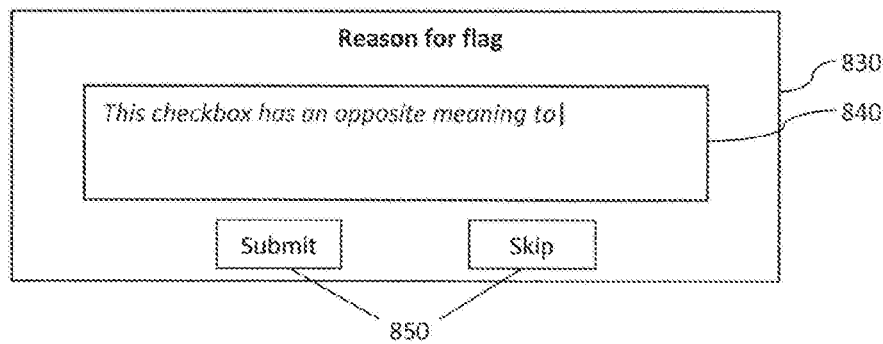 Reason for flag
830
This checkbox has an opposite meaning to
840
Submit Skip
850